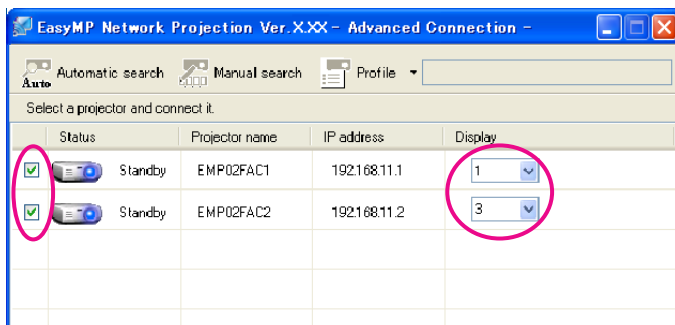 EasyMP Network Projection Ver.X.XX - Advanced Connection -
Auto Automatic search Manual search Profile
Select a projector and connect it.
Status Projector name IP address Display
Standby EMP02FAC1 192.168.11.1 1
Standby EMP02FAC2 192.168.11.2 3